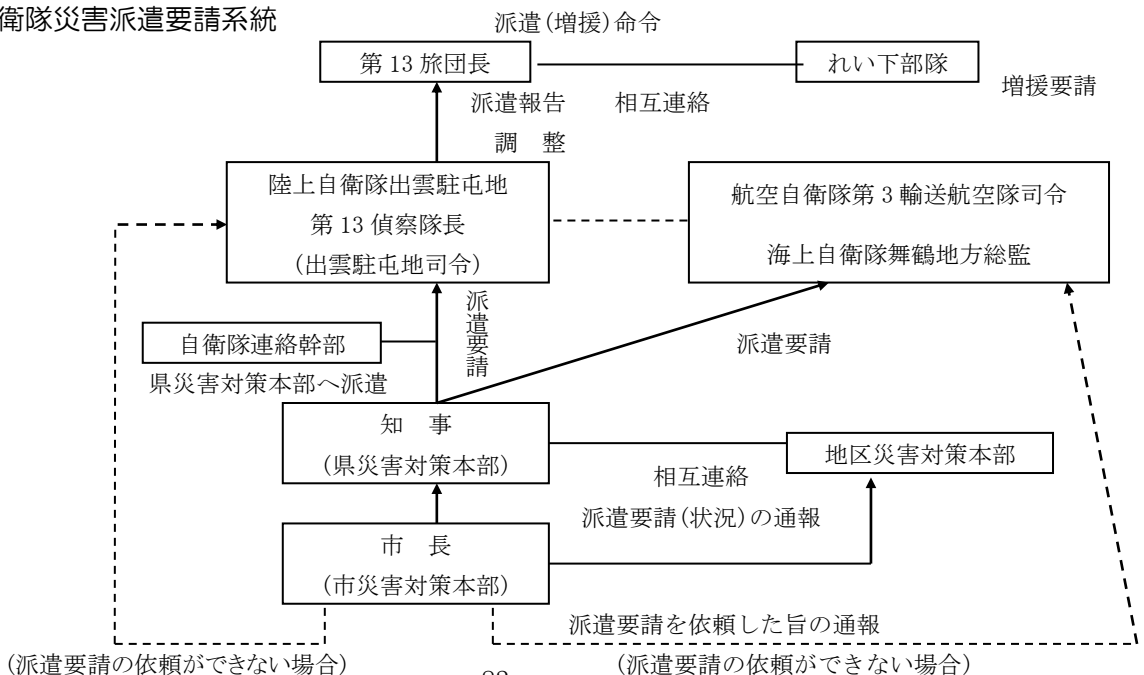 衛隊災害派遣要請系統
派遣(増援)命令
第 13 旅団長
れい下部隊
増援要請
派遣報告　相互連絡
調　整
陸上自衛隊出雲駐屯地
第 13 偵察隊長
(出雲駐屯地司令)
航空自衛隊第 3 輸送航空隊司令
海上自衛隊舞鶴地方総監
派遣要請
自衛隊連絡幹部
県災害対策本部へ派遣
派遣要請
知　事
(県災害対策本部)
地区災害対策本部
相互連絡
派遣要請(状況)の通報
市　長
(市災害対策本部)
派遣要請を依頼した旨の通報
(派遣要請の依頼ができない場合)
(派遣要請の依頼ができない場合)